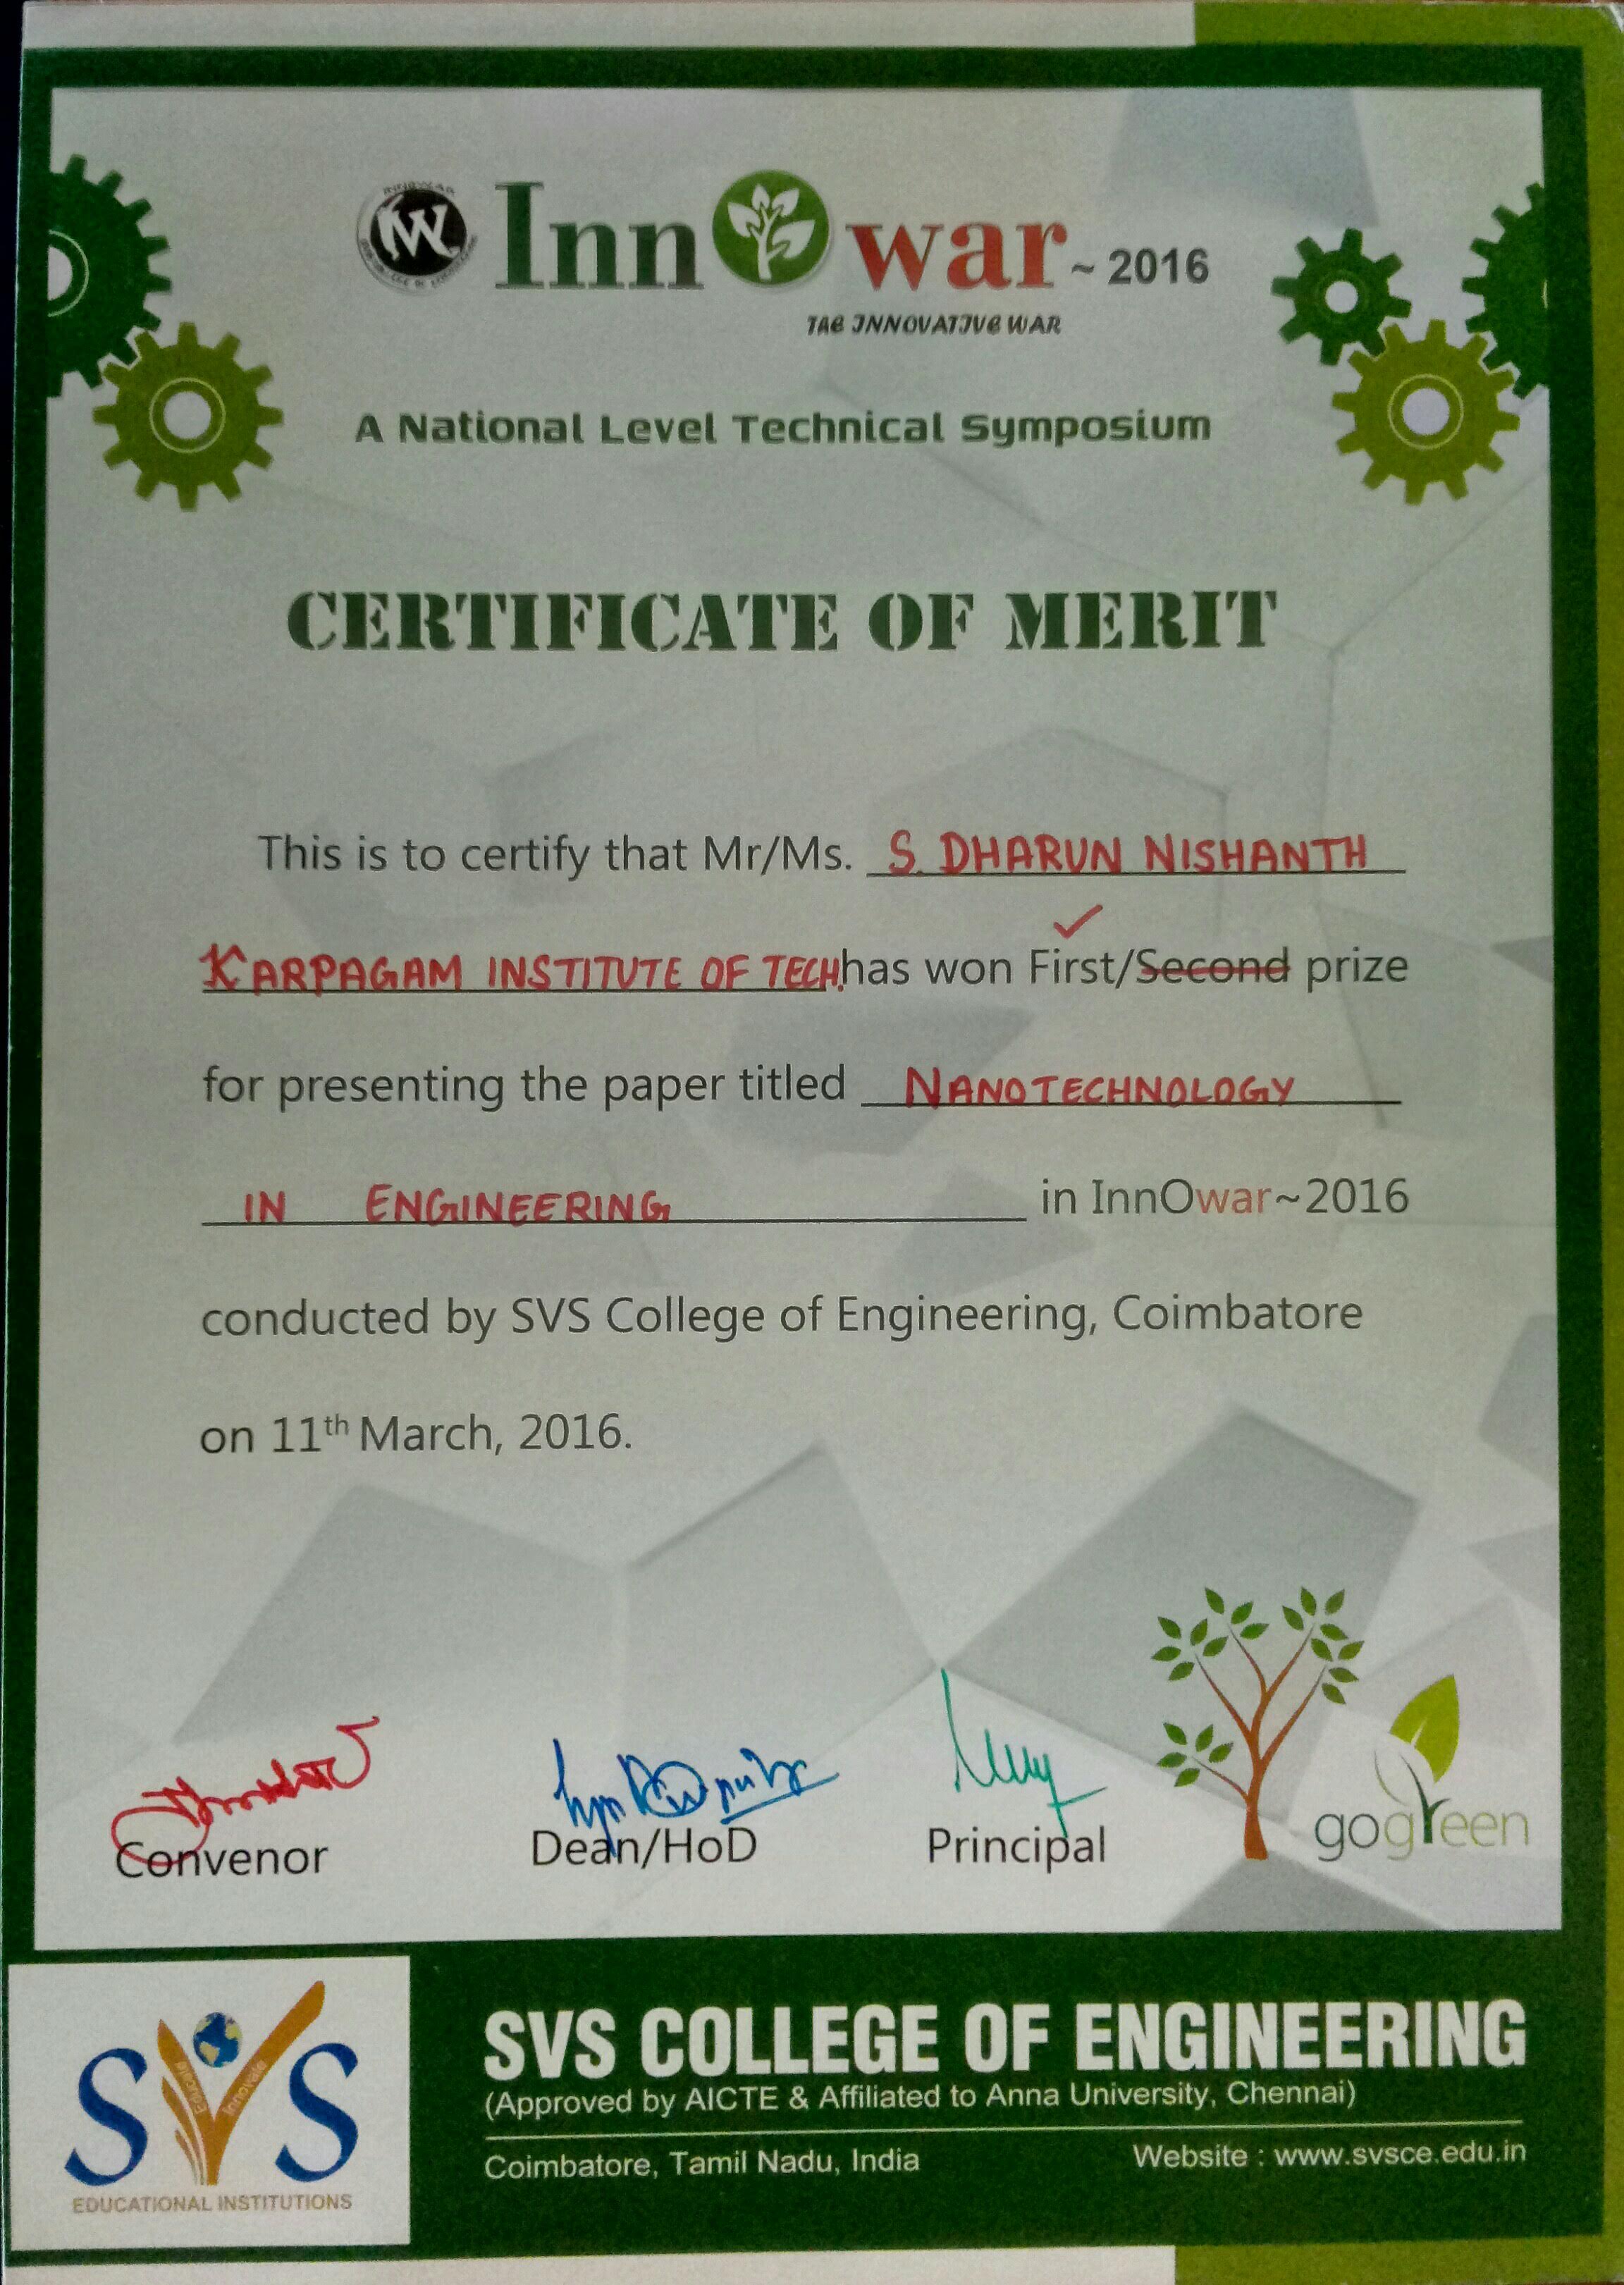 InnOwar ~ 2016
THE INNOVATIVE WAR
A National Level Technical Symposium
CERTIFICATE OF MERIT
This is to certify that Mr/Ms. S. DHARUN NISHANTH
KARPAGAM INSTITUTE OF TECH. has won First/Second prize
for presenting the paper titled NANOTECHNOLOGY
IN ENGINEERING in InnOwar~2016
conducted by SVS College of Engineering, Coimbatore
on 11th March, 2016.
Convenor Dean/HoD Principal
gogreen
SVS
Educate Innovate
EDUCATIONAL INSTITUTIONS
SVS COLLEGE OF ENGINEERING
(Approved by AICTE & Affiliated to Anna University, Chennai)
Coimbatore, Tamil Nadu, India Website : www.svsce.edu.in